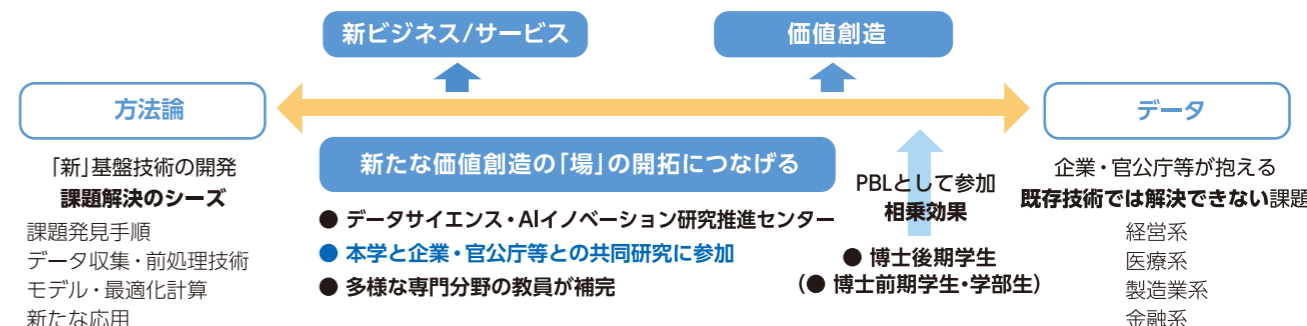 新ビジネス/サービス
価値創造
方法論
データ
「新」基盤技術の開発
課題解決のシーズ
課題発見手順
データ収集・前処理技術
モデル・最適化計算
新たな応用
新たな価値創造の「場」の開拓につなげる
● データサイエンス・AIイノベーション研究推進センター
● 本学と企業・官公庁等との共同研究に参加
● 多様な専門分野の教員が補完
PBLとして参加
相乗効果
● 博士後期学生
(● 博士前期学生・学部生)
企業・官公庁等が抱える
既存技術では解決できない課題
経営系
医療系
製造業系
金融系